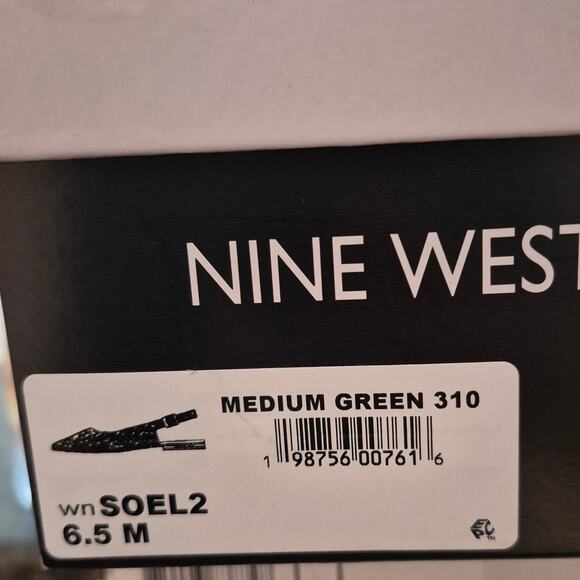 NINE WEST
MEDIUM GREEN 310
1 98756 00761 6
wn SOEL2
6.5 M